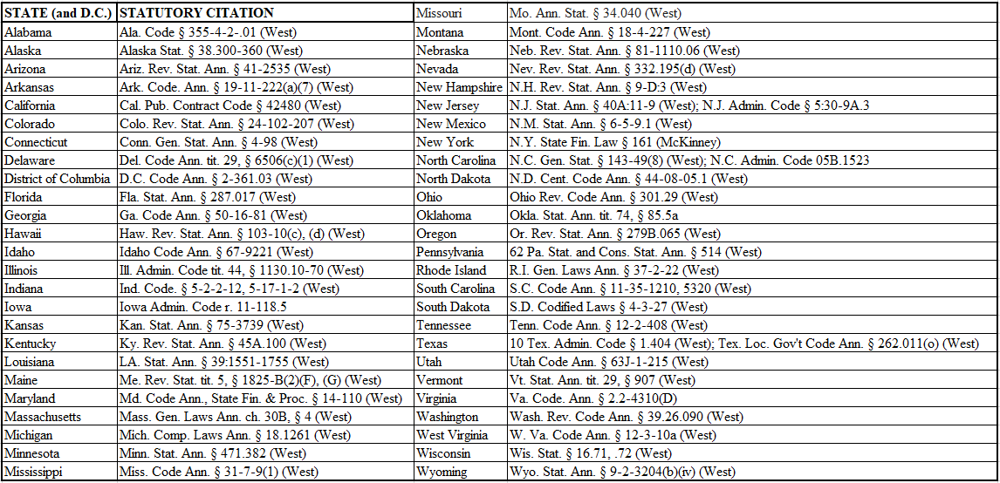 STATE (and D.C.) STATUTORY CITATION Missouri Mo. Ann. Stat. § 34.040 (West)
Alabama Ala. Code § 355-4-2-.01 (West) Montana Mont. Code Ann. § 18-4-227 (West)
Alaska Alaska Stat. § 38.300-360 (West) Nebraska Neb. Rev. Stat. Ann. § 81-1110.06 (West)
Arizona Ariz. Rev. Stat. Ann. § 41-2535 (West) Nevada Nev. Rev. Stat. Ann. § 332.195(d) (West)
Arkansas Ark. Code. Ann. § 19-11-222(a)(7) (West) New Hampshire N.H. Rev. Stat. Ann. § 9-D:3 (West)
California Cal. Pub. Contract Code § 42480 (West) New Jersey N.J. Stat. Ann. § 40A:11-9 (West); N.J. Admin. Code § 5:30-9A.3
Colorado Colo. Rev. Stat. Ann. § 24-102-207 (West) New Mexico N.M. Stat. Ann. § 6-5-9.1 (West)
Connecticut Conn. Gen. Stat. Ann. § 4-98 (West) New York N.Y. State Fin. Law § 161 (McKinney)
Delaware Del. Code Ann. tit. 29, § 6506(c)(1) (West) North Carolina N.C. Gen. Stat. § 143-49(8) (West); N.C. Admin. Code 05B.1523
District of Columbia D.C. Code Ann. § 2-361.03 (West) North Dakota N.D. Cent. Code Ann. § 44-08-05.1 (West)
Florida Fla. Stat. Ann. § 287.017 (West) Ohio Ohio Rev. Code Ann. § 301.29 (West)
Georgia Ga. Code Ann. § 50-16-81 (West) Oklahoma Okla. Stat. Ann. tit. 74, § 85.5a
Hawaii Haw. Rev. Stat. Ann. § 103-10(c), (d) (West) Oregon Or. Rev. Stat. Ann. § 279B.065 (West)
Idaho Idaho Code Ann. § 67-9221 (West) Pennsylvania 62 Pa. Stat. and Cons. Stat. Ann. § 514 (West)
Illinois Ill. Admin. Code tit. 44, § 1130.10-70 (West) Rhode Island R.I. Gen. Laws Ann. § 37-2-22 (West)
Indiana Ind. Code. § 5-2-2-12, 5-17-1-2 (West) South Carolina S.C. Code Ann. § 11-35-1210, 5320 (West)
Iowa Iowa Admin. Code r. 11-118.5 South Dakota S.D. Codified Laws § 4-3-27 (West)
Kansas Kan. Stat. Ann. § 75-3739 (West) Tennessee Tenn. Code Ann. § 12-2-408 (West)
Kentucky Ky. Rev. Stat. Ann. § 45A.100 (West) Texas 10 Tex. Admin. Code § 1.404 (West); Tex. Loc. Gov't Code Ann. § 262.011(o) (West)
Louisiana LA. Stat. Ann. § 39:1551-1755 (West) Utah Utah Code Ann. § 63J-1-215 (West)
Maine Me. Rev. Stat. tit. 5, § 1825-B(2)(F), (G) (West) Vermont Vt. Stat. Ann. tit. 29, § 907 (West)
Maryland Md. Code Ann., State Fin. & Proc. § 14-110 (West) Virginia Va. Code. Ann. § 2.2-4310(D)
Massachusetts Mass. Gen. Laws Ann. ch. 30B, § 4 (West) Washington Wash. Rev. Code Ann. § 39.26.090 (West)
Michigan Mich. Comp. Laws Ann. § 18.1261 (West) West Virginia W. Va. Code Ann. § 12-3-10a (West)
Minnesota Minn. Stat. Ann. § 471.382 (West) Wisconsin Wis. Stat. § 16.71, .72 (West)
Mississippi Miss. Code Ann. § 31-7-9(1) (West) Wyoming Wyo. Stat. Ann. § 9-2-3204(b)(iv) (West)